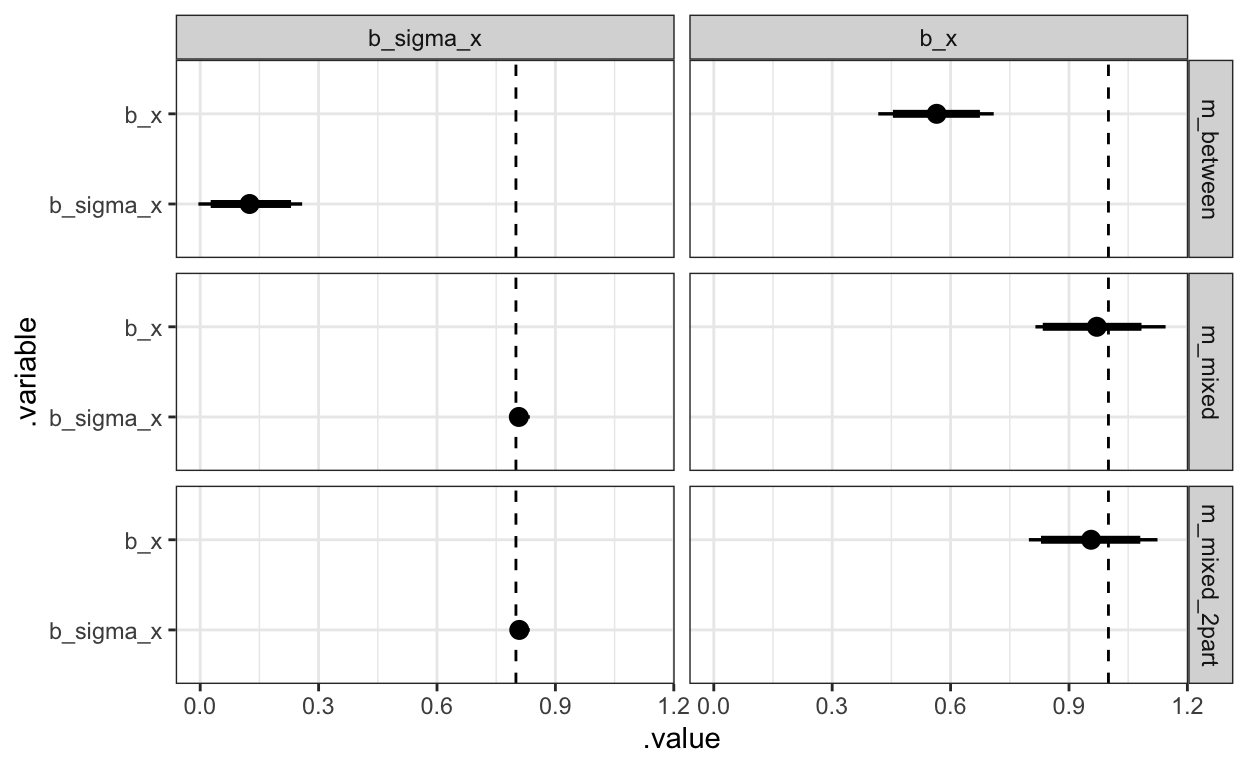 b_sigma_x
b_x
b_x
b_sigma_x
m_between
b_x
b_sigma_x
m_mixed
b_x
b_sigma_x
m_mixed_2part
.variable
0.0 0.3 0.6 0.9 1.2
0.0 0.3 0.6 0.9 1.2
.value